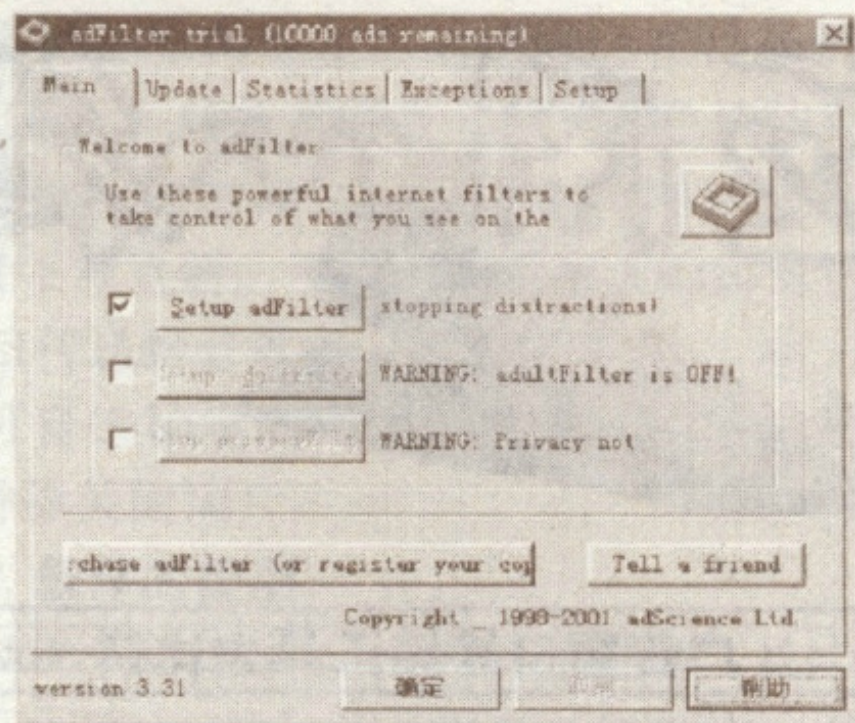 adFilter trial (10000 ads remaining)
Main Update Statistics Exceptions Setup
Welcome to adFilter
Use these powerful internet filters to
take control of what you see on the
Setup adFilter stopping distractions!
WARNING: adultFilter is OFF!
WARNING: Privacy not
rchase adFilter (or register your cop
Tell a friend
Copyright _ 1998-2001 adScience Ltd
version 3.31
确定
帮助